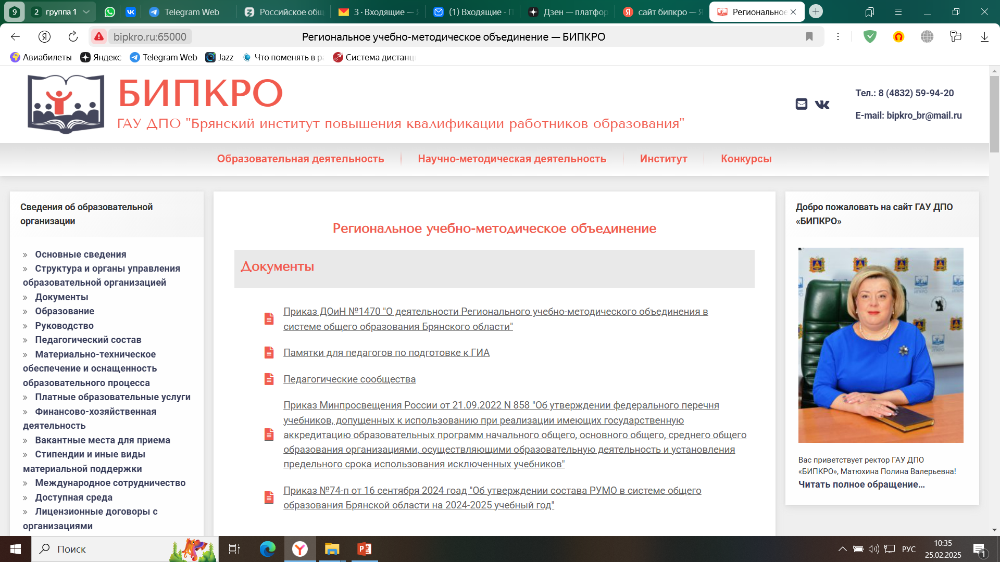 9
2 группа 1
Telegram Web
Российское общ
3 · Входящие — Я
(1) Входящие - П
Дзен — платфор
сайт бипкро — Я
Региональное
bipkro.ru:65000
Региональное учебно-методическое объединение — БИПКРО
Авиабилеты
Яндекс
Telegram Web
Jazz
Что поменять в ра
Система дистанц
БИПКРО
ГАУ ДПО "Брянский институт повышения квалификации работников образования"
Тел.: 8 (4832) 59-94-20
E-mail: bipkro_br@mail.ru
Образовательная деятельность
Научно-методическая деятельность
Институт
Конкурсы
Сведения об образовательной
организации
» Основные сведения
» Структура и органы управления
образовательной организацией
» Документы
» Образование
» Руководство
» Педагогический состав
» Материально-техническое
обеспечение и оснащенность
образовательного процесса
» Платные образовательные услуги
» Финансово-хозяйственная
деятельность
» Вакантные места для приема
» Стипендии и иные виды
материальной поддержки
» Международное сотрудничество
» Доступная среда
» Лицензионные договоры с
организациями
Региональное учебно-методическое объединение
Документы
Приказ ДОиН №1470 "О деятельности Регионального учебно-методического объединения в
системе общего образования Брянского области"
Памятки для педагогов по подготовке к ГИА
Педагогические сообщества
Приказ Минпросвещения России от 21.09.2022 N 858 "Об утверждении федерального перечня
учебников, допущенных к использованию при реализации имеющих государственную
аккредитацию образовательных программ начального общего, основного общего, среднего общего
образования организациями, осуществляющими образовательную деятельность и установления
предельного срока использования исключенных учебников"
Приказ №74-п от 16 сентября 2024 гоад "Об утверждении состава РУМО в системе общего
образования Брянской области на 2024-2025 учебный год"
Добро пожаловать на сайт ГАУ ДПО
«БИПКРО»
Вас приветствует ректор ГАУ ДПО
«БИПКРО», Матюхина Полина Валерьевна!
Читать полное обращение...
Поиск
РУС
10:35
25.02.2025
1